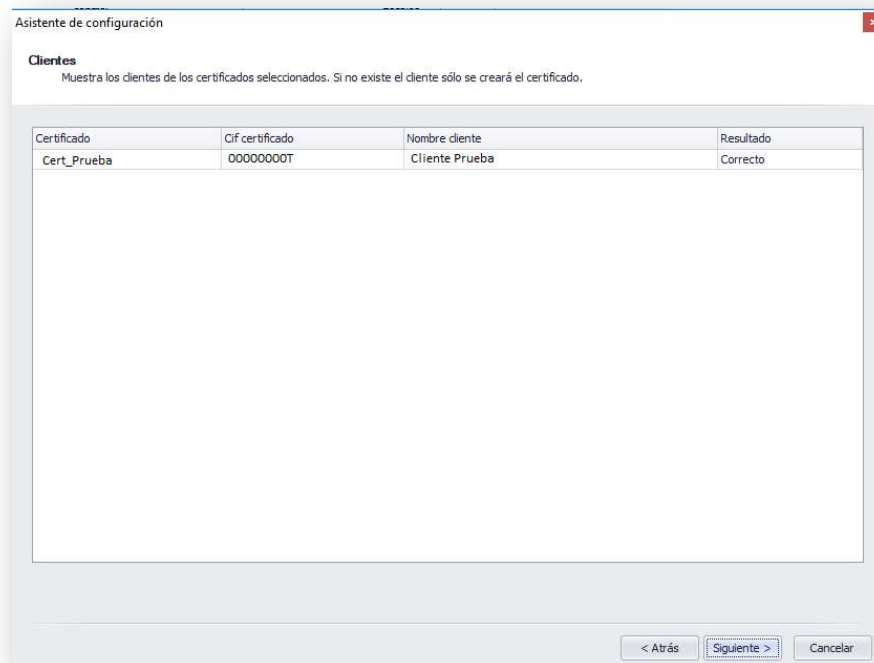 Asistente de configuración
Clientes
Muestra los clientes de los certificados seleccionados. Si no existe el cliente sólo se creará el certificado.
Certificado Cif certificado Nombre cliente Resultado
Cert_Prueba 00000000T Cliente Prueba Correcto
< Atrás Siguiente > Cancelar